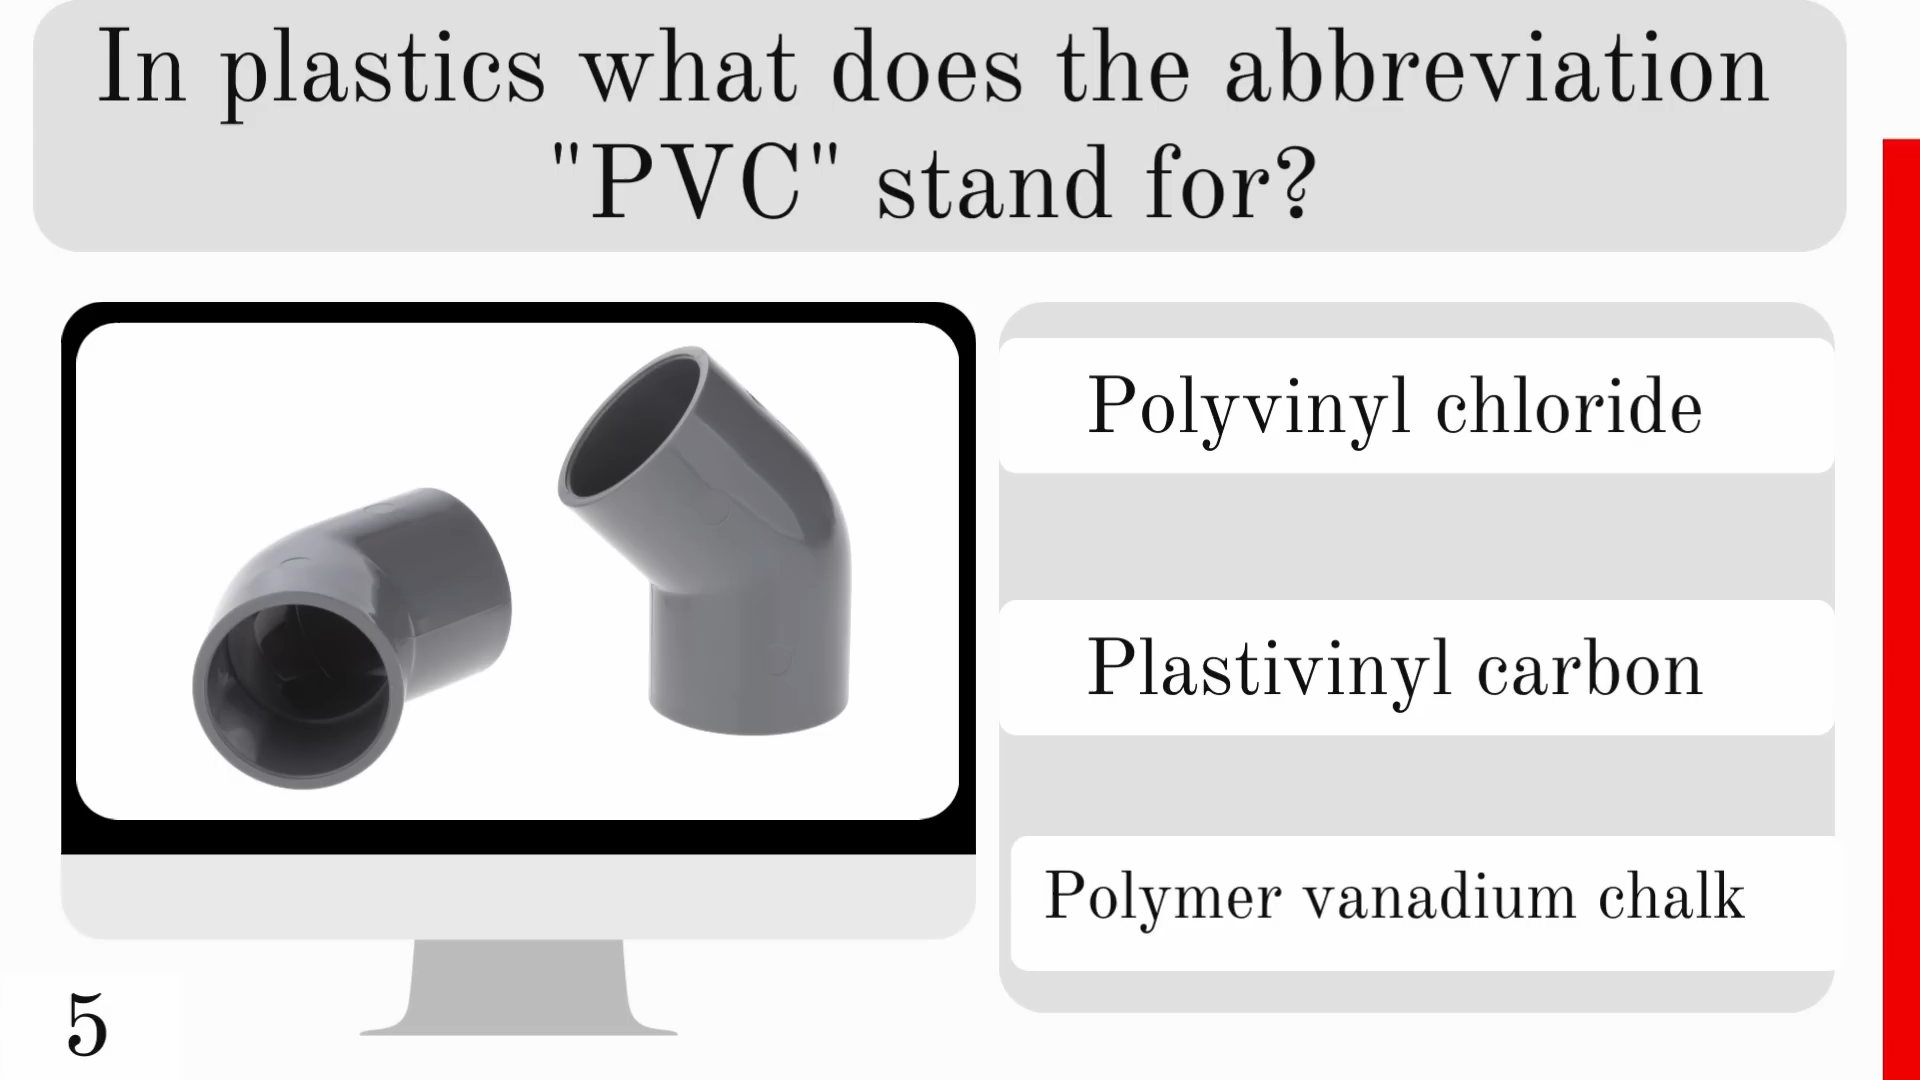 In plastics what does the abbreviation
"PVC" stand for?
Polyvinyl chloride
Plastivinyl carbon
Polymer vanadium chalk
5